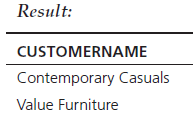 Result:
CUSTOMERNAME
Contemporary Casuals
Value Furniture